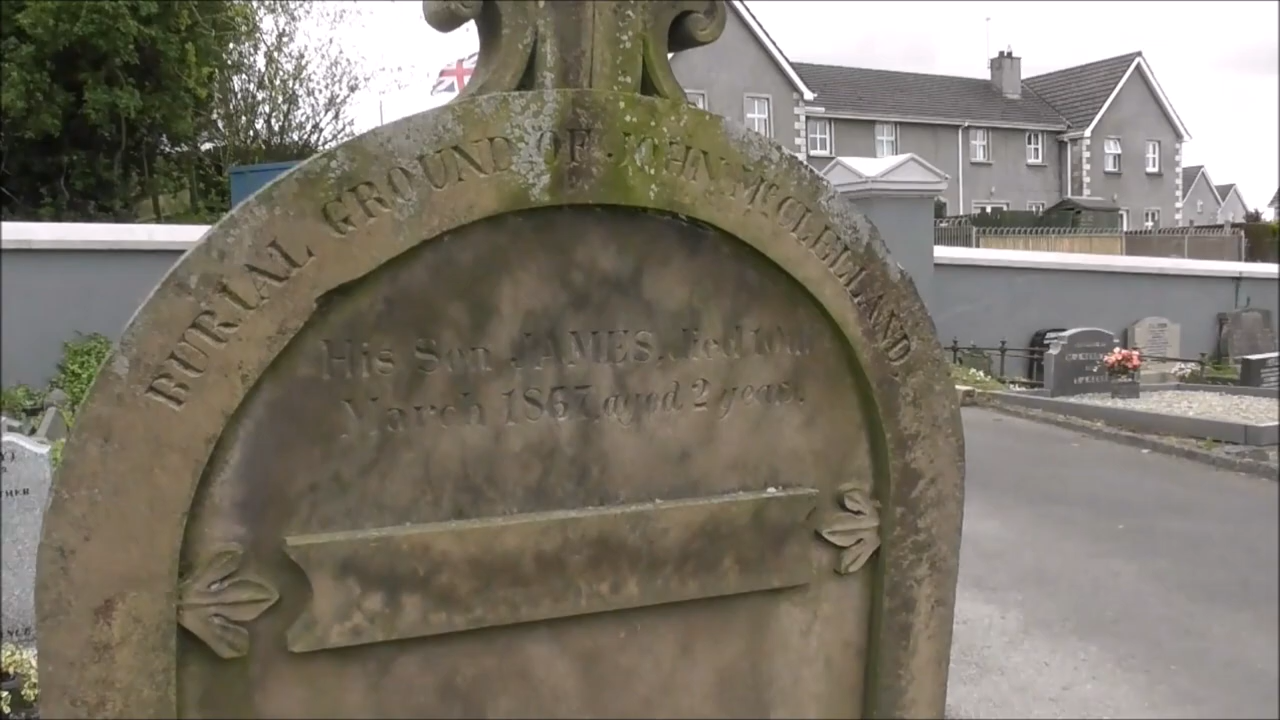 BURIAL GROUND OF JOHN McCLELLAND.
His Son JAMES, died 10th
March 1867, aged 2 years.